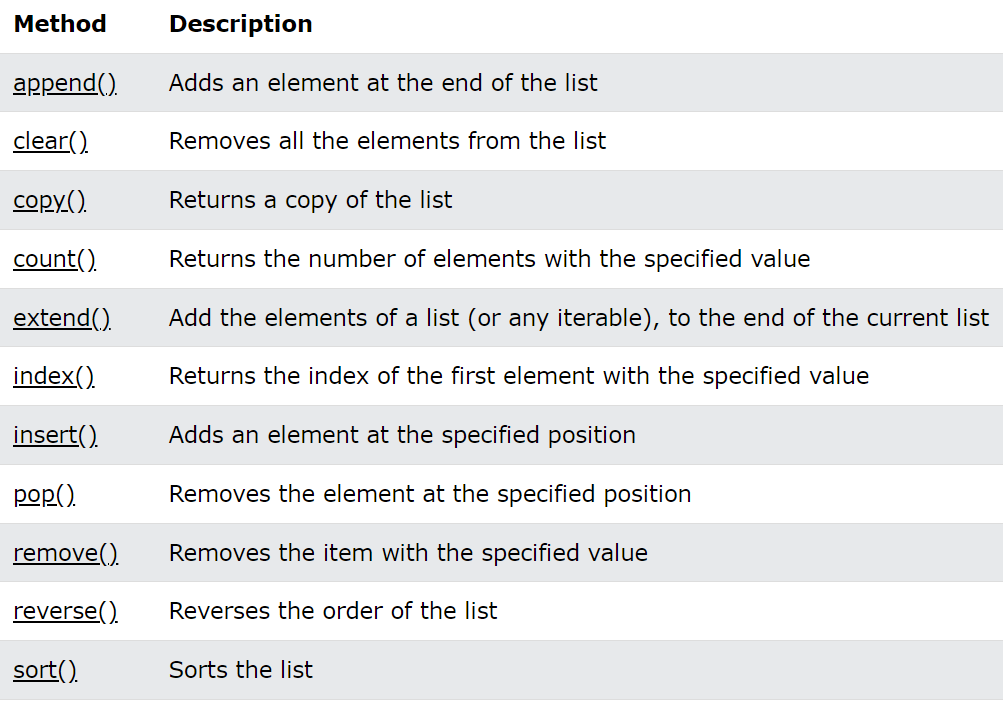 Method Description
append() Adds an element at the end of the list
clear() Removes all the elements from the list
copy() Returns a copy of the list
count() Returns the number of elements with the specified value
extend() Add the elements of a list (or any iterable), to the end of the current list
index() Returns the index of the first element with the specified value
insert() Adds an element at the specified position
pop() Removes the element at the specified position
remove() Removes the item with the specified value
reverse() Reverses the order of the list
sort() Sorts the list